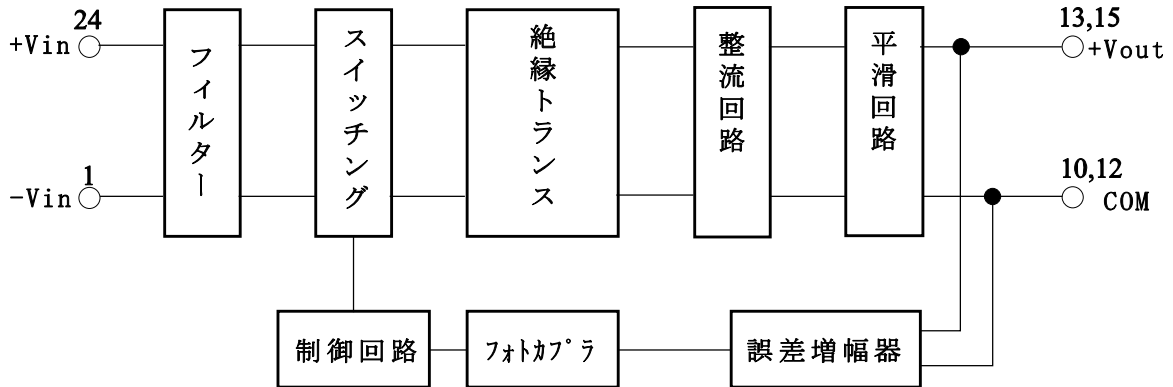 24
+Vin
フィルター
スイッチング
絶縁トランス
整流回路
平滑回路
13,15
+Vout
1
-Vin
10,12
COM
制御回路
フォトカプラ
誤差増幅器